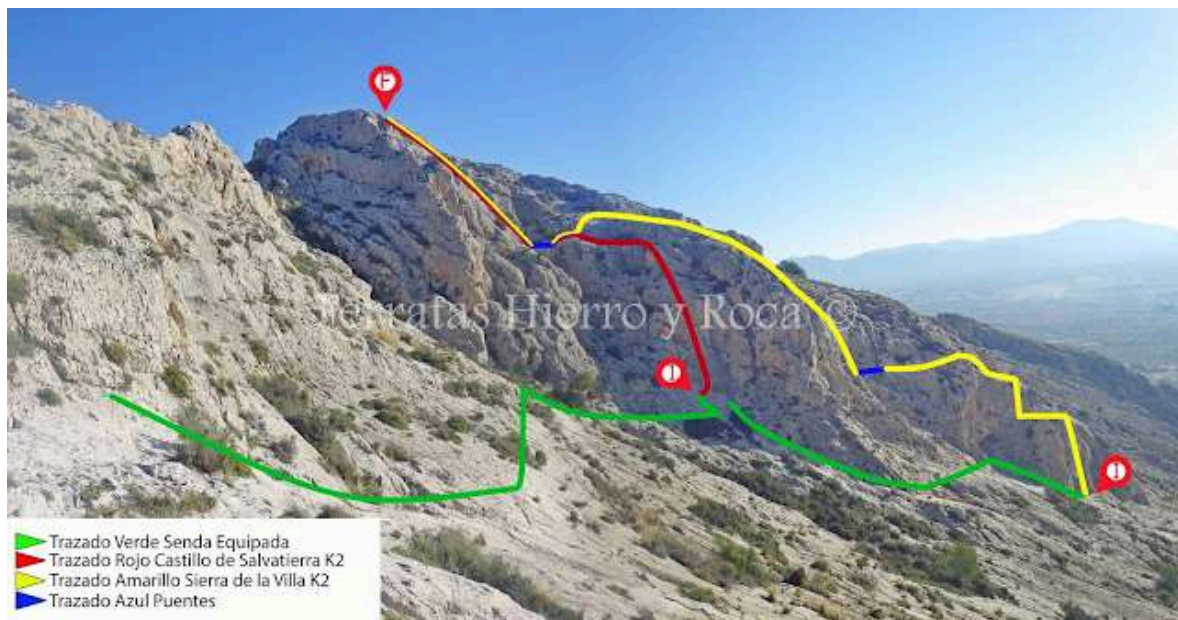 F
Ferratas Hierro y Roca ©
I
I
Trazado Verde Senda Equipada
Trazado Rojo Castillo de Salvatierra K2
Trazado Amarillo Sierra de la Villa K2
Trazado Azul Puentes